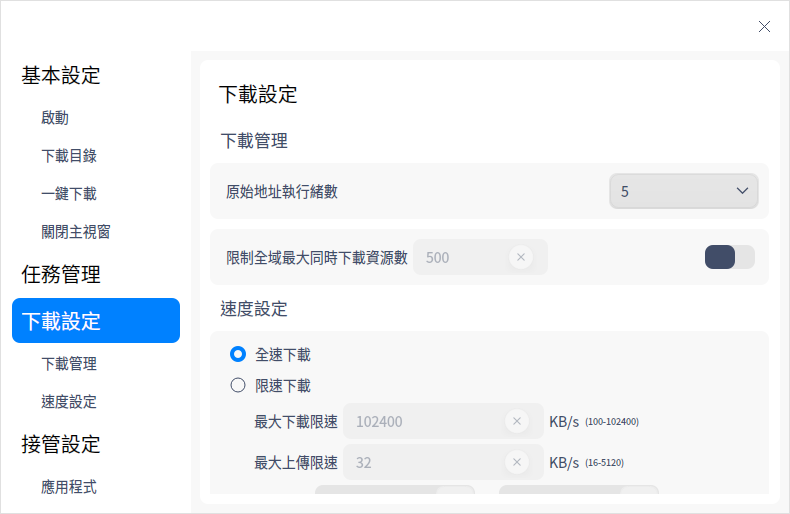 基本設定
啟動
下載目錄
一鍵下載
關閉主視窗
任務管理
下載設定
下載管理
速度設定
接管設定
應用程式
下載設定
下載管理
原始地址執行緒數 5
限制全域最大同時下載資源數 500
速度設定
全速下載
限速下載
最大下載限速 102400 KB/s (100-102400)
最大上傳限速 32 KB/s (16-5120)